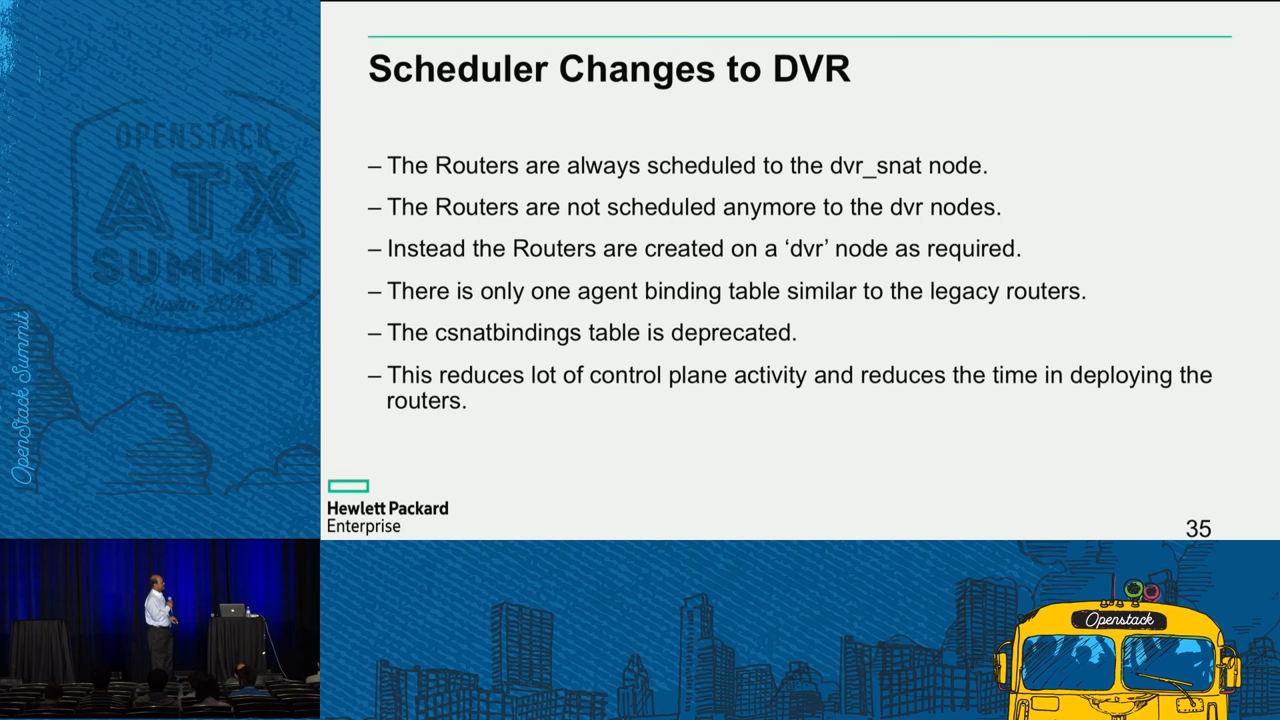 Scheduler Changes to DVR
– The Routers are always scheduled to the dvr_snat node.
– The Routers are not scheduled anymore to the dvr nodes.
– Instead the Routers are created on a ‘dvr’ node as required.
– There is only one agent binding table similar to the legacy routers.
– The csnatbindings table is deprecated.
– This reduces lot of control plane activity and reduces the time in deploying the
routers.
Hewlett Packard
Enterprise
35
OPENSTACK
ATX
SUMMIT
Austin 2016
OpenStack Summit
Openstack